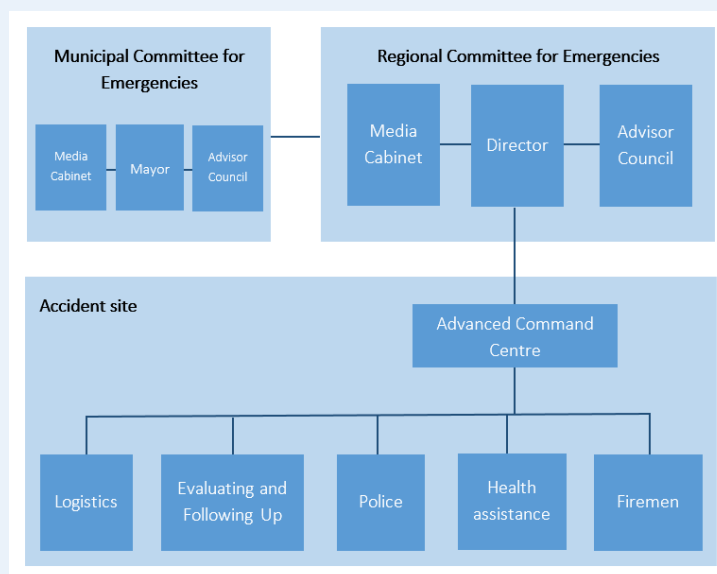 Municipal Committee for
Emergencies
Media
Cabinet
Mayor
Advisor
Council
Regional Committee for Emergencies
Media
Cabinet
Director
Advisor
Council
Accident site
Advanced Command
Centre
Logistics
Evaluating and
Following Up
Police
Health
assistance
Firemen